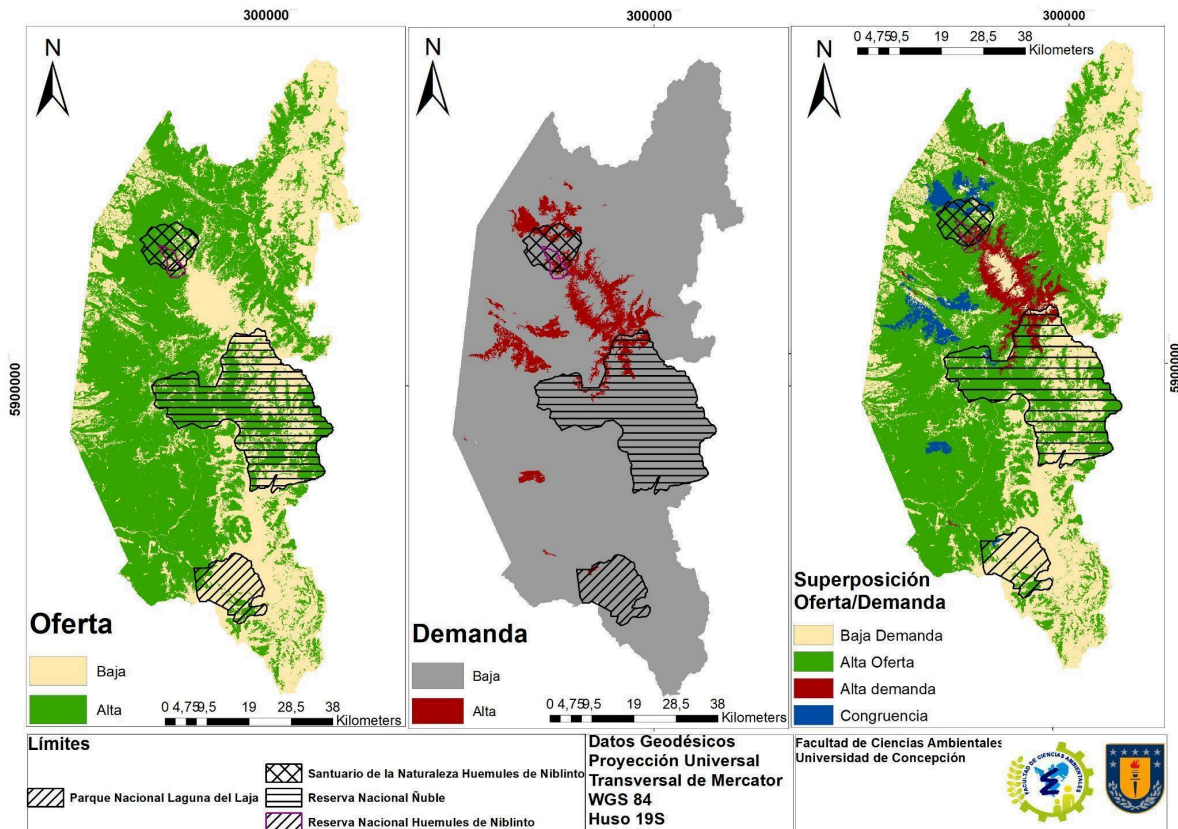 300000
300000
300000
N
N
N
0 4,75 9,5 19 28,5 38
Kilometers
5900000
5900000
Oferta
Baja
Alta
0 4,75 9,5 19 28,5 38
Kilometers
Demanda
Baja
Alta
0 4,75 9,5 19 28,5 38
Kilometers
Superposición
Oferta/Demanda
Baja Demanda
Alta Oferta
Alta demanda
Congruencia
Límites
Parque Nacional Laguna del Laja
Santuario de la Naturaleza Huemules de Niblinto
Reserva Nacional Ñuble
Reserva Nacional Huemules de Niblinto
Datos Geodésicos
Proyección Universal
Transversal de Mercator
WGS 84
Huso 19S
Facultad de Ciencias Ambientales
Universidad de Concepción
FACULTAD DE CIENCIAS AMBIENTALES